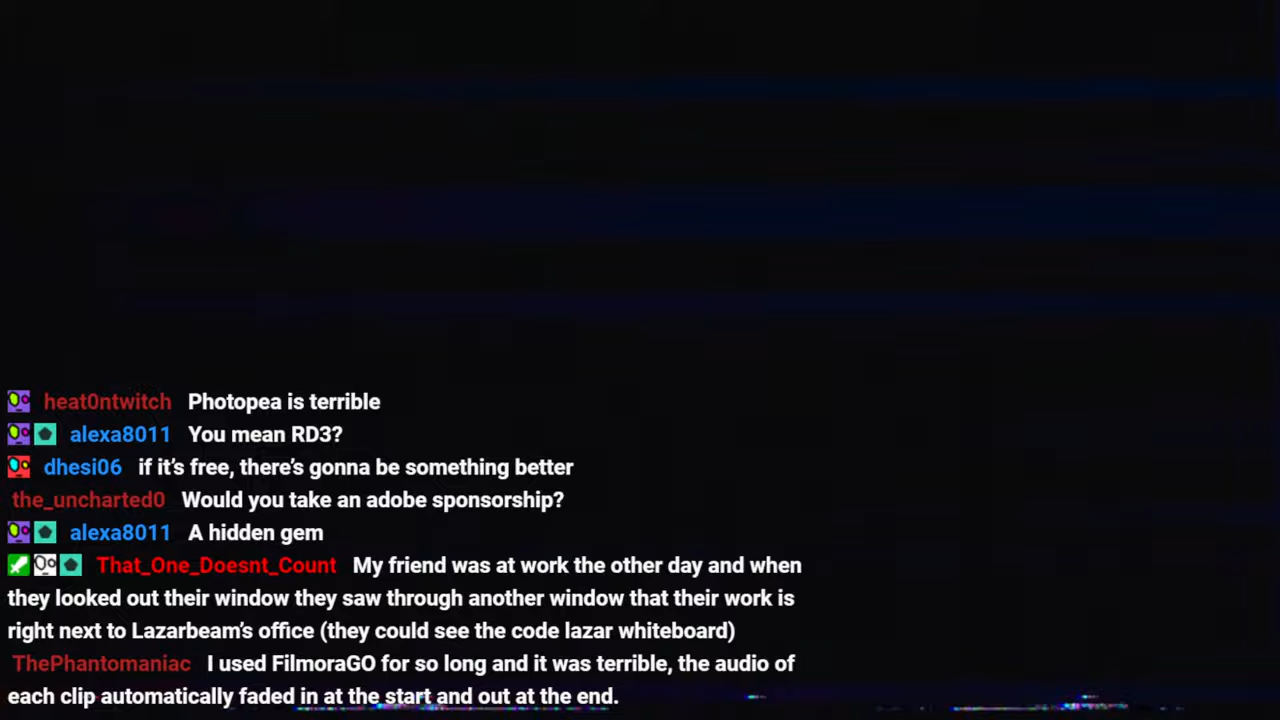 heat0ntwitch Photopea is terrible
alexa8011 You mean RD3?
dhesi06 if it's free, there's gonna be something better
the_uncharted0 Would you take an adobe sponsorship?
alexa8011 A hidden gem
That_One_Doesnt_Count My friend was at work the other day and when
they looked out their window they saw through another window that their work is
right next to Lazarbeam's office (they could see the code lazar whiteboard)
ThePhantomaniac I used FilmoraGO for so long and it was terrible, the audio of
each clip automatically faded in at the start and out at the end.